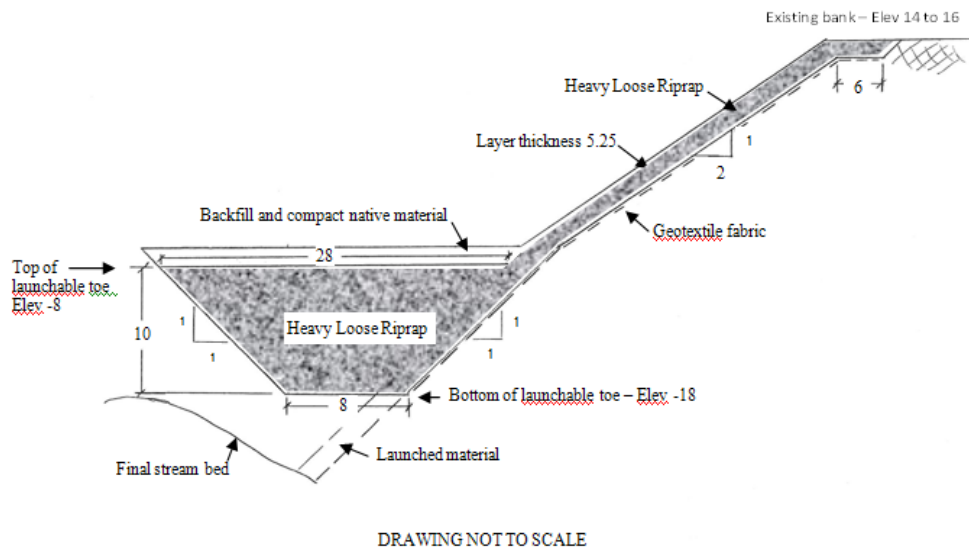 Existing bank – Elev 14 to 16
Heavy Loose Riprap
6
Layer thickness 5.25
1
2
Backfill and compact native material
Geotextile fabric
28
Top of
launchable toe
Elev -8
1
1
10
Heavy Loose Riprap
1
1
8
Bottom of launchable toe – Elev -18
Launched material
Final stream bed
DRAWING NOT TO SCALE